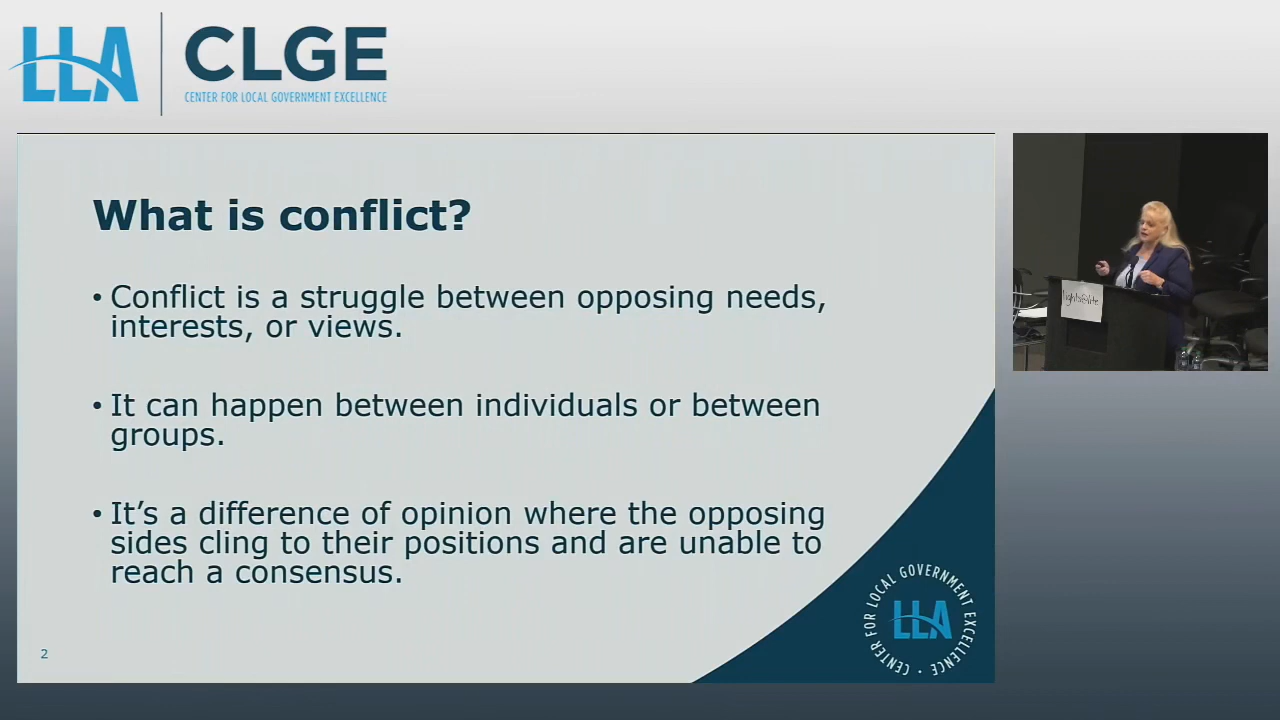 LLA
CLGE
CENTER FOR LOCAL GOVERNMENT EXCELLENCE
What is conflict?
• Conflict is a struggle between opposing needs,
interests, or views.
• It can happen between individuals or between
groups.
• It’s a difference of opinion where the opposing
sides cling to their positions and are unable to
reach a consensus.
2
CENTER FOR LOCAL GOVERNMENT EXCELLENCE ·
LLA